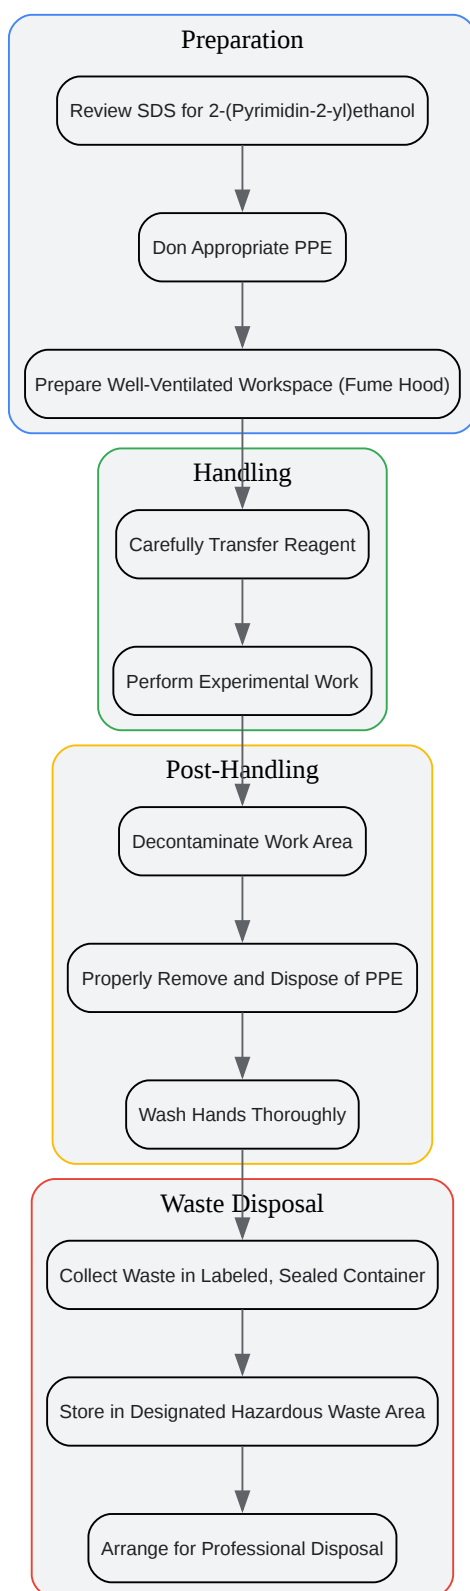 Preparation
Review SDS for 2-(Pyrimidin-2-yl)ethanol
Don Appropriate PPE
Prepare Well-Ventilated Workspace (Fume Hood)
Handling
Carefully Transfer Reagent
Perform Experimental Work
Post-Handling
Decontaminate Work Area
Properly Remove and Dispose of PPE
Wash Hands Thoroughly
Waste Disposal
Collect Waste in Labeled, Sealed Container
Store in Designated Hazardous Waste Area
Arrange for Professional Disposal